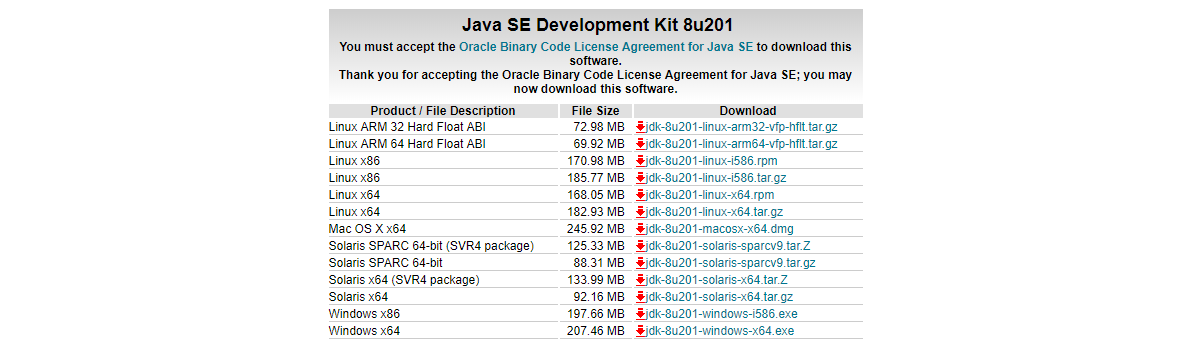 Java SE Development Kit 8u201
You must accept the Oracle Binary Code License Agreement for Java SE to download this
software.
Thank you for accepting the Oracle Binary Code License Agreement for Java SE; you may
now download this software.
Product / File Description File Size Download
Linux ARM 32 Hard Float ABI 72.98 MB jdk-8u201-linux-arm32-vfp-hflt.tar.gz
Linux ARM 64 Hard Float ABI 69.92 MB jdk-8u201-linux-arm64-vfp-hflt.tar.gz
Linux x86 170.98 MB jdk-8u201-linux-i586.rpm
Linux x86 185.77 MB jdk-8u201-linux-i586.tar.gz
Linux x64 168.05 MB jdk-8u201-linux-x64.rpm
Linux x64 182.93 MB jdk-8u201-linux-x64.tar.gz
Mac OS X x64 245.92 MB jdk-8u201-macosx-x64.dmg
Solaris SPARC 64-bit (SVR4 package) 125.33 MB jdk-8u201-solaris-sparcv9.tar.Z
Solaris SPARC 64-bit 88.31 MB jdk-8u201-solaris-sparcv9.tar.gz
Solaris x64 (SVR4 package) 133.99 MB jdk-8u201-solaris-x64.tar.Z
Solaris x64 92.16 MB jdk-8u201-solaris-x64.tar.gz
Windows x86 197.66 MB jdk-8u201-windows-i586.exe
Windows x64 207.46 MB jdk-8u201-windows-x64.exe